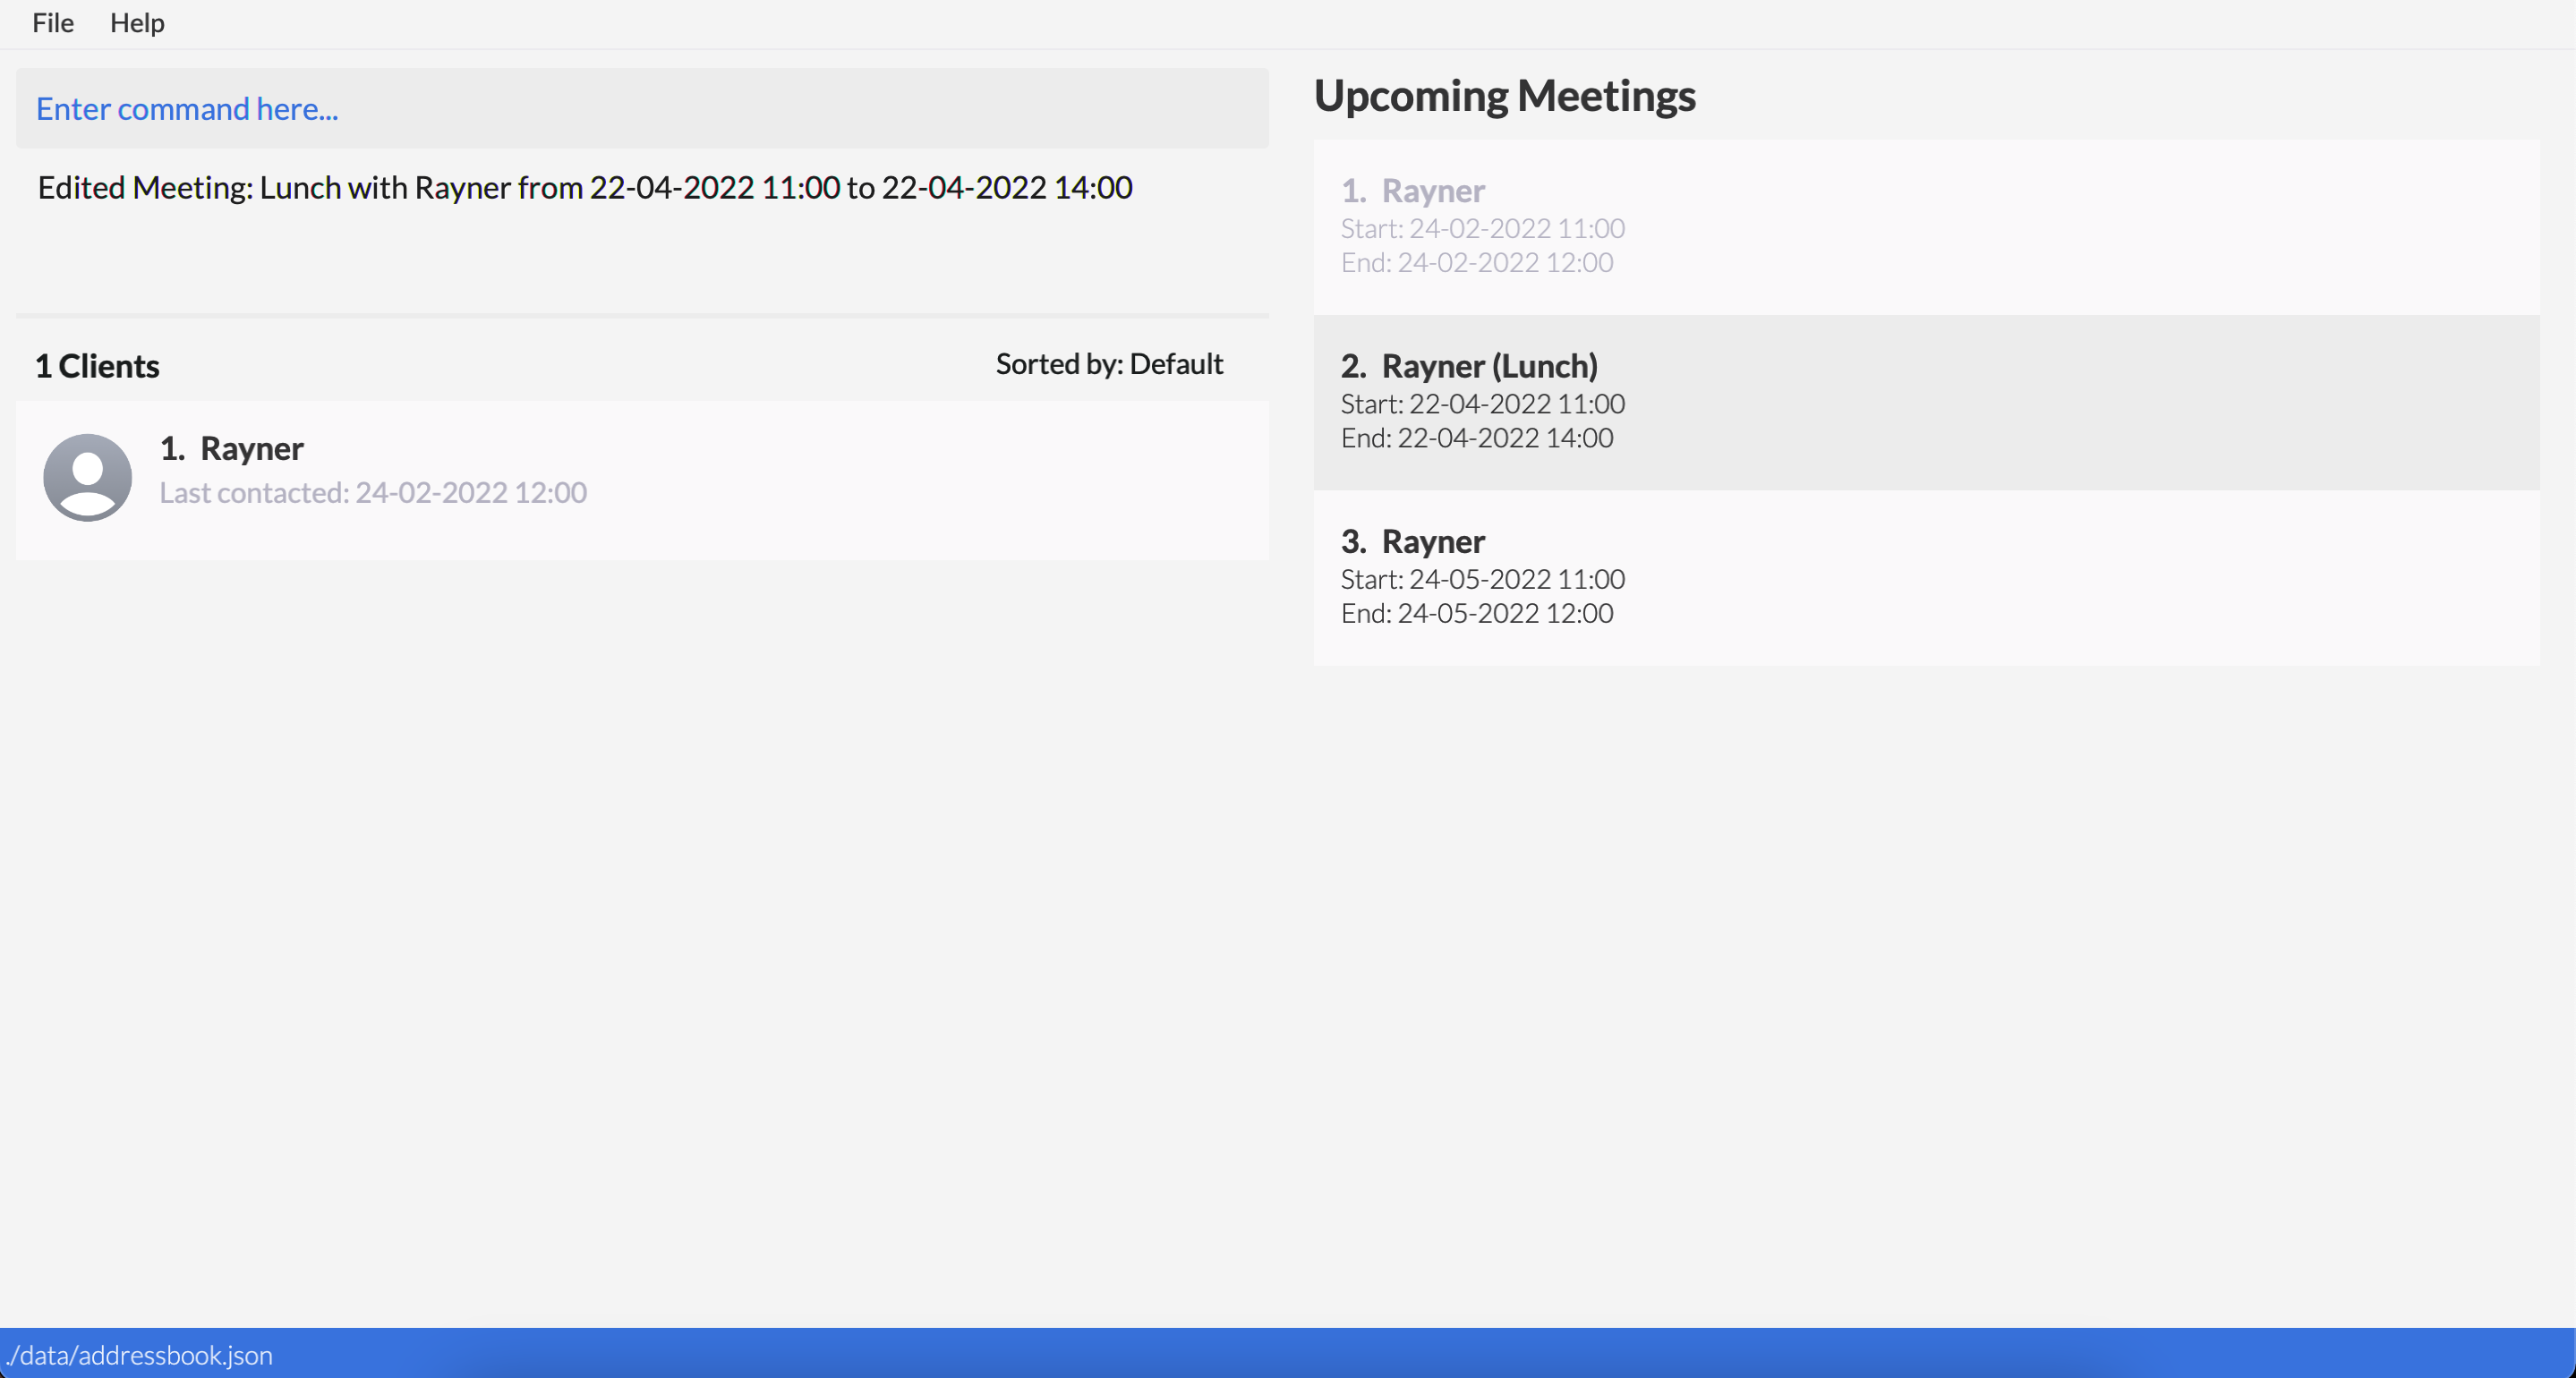 File Help
Enter command here...
Edited Meeting: Lunch with Rayner from 22-04-2022 11:00 to 22-04-2022 14:00
1 Clients Sorted by: Default
1. Rayner
Last contacted: 24-02-2022 12:00
Upcoming Meetings
1. Rayner
Start: 24-02-2022 11:00
End: 24-02-2022 12:00
2. Rayner (Lunch)
Start: 22-04-2022 11:00
End: 22-04-2022 14:00
3. Rayner
Start: 24-05-2022 11:00
End: 24-05-2022 12:00
./data/addressbook.json